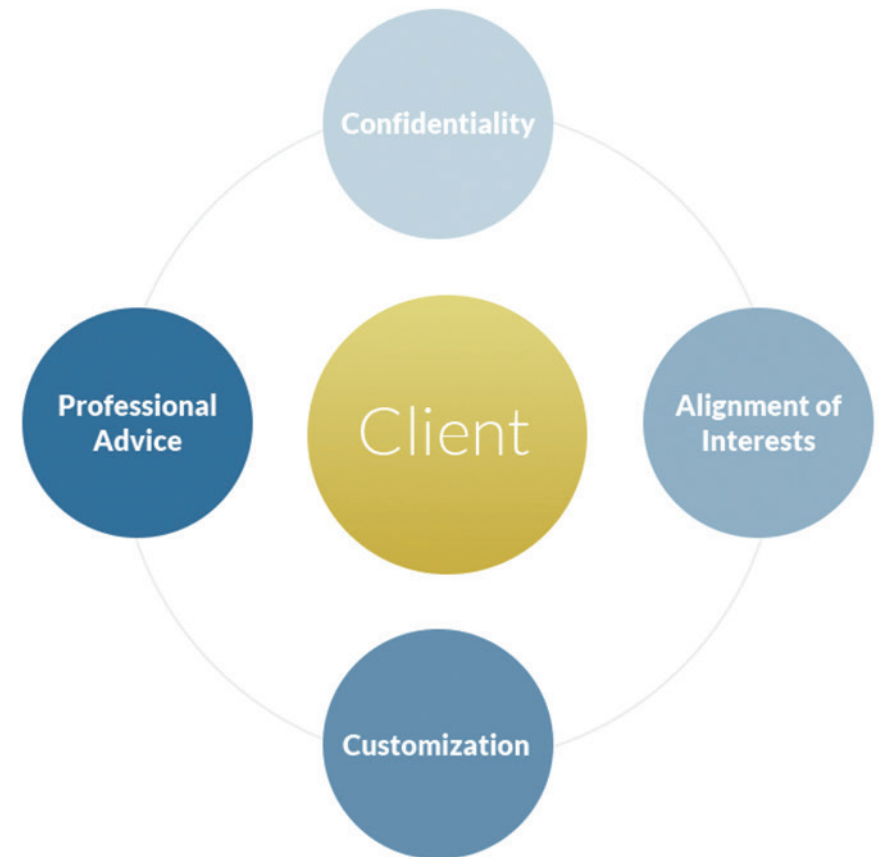 Confidentiality
Professional
Advice
Client
Alignment of
Interests
Customization